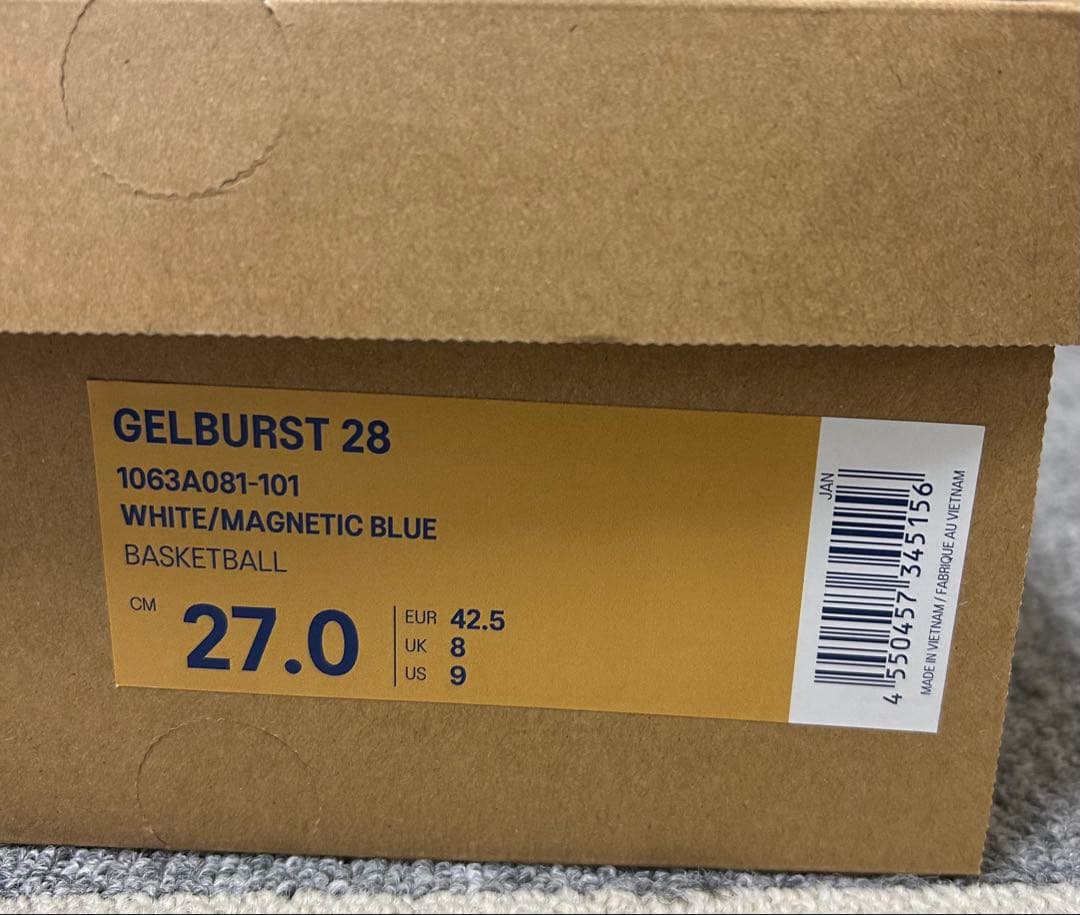 GELBURST 28
1063A081-101
WHITE/MAGNETIC BLUE
BASKETBALL
CM 27.0
EUR 42.5
UK 8
US 9
JAN
4 550457 345156
MADE IN VIETNAM / FABRIQUE AU VIETNAM